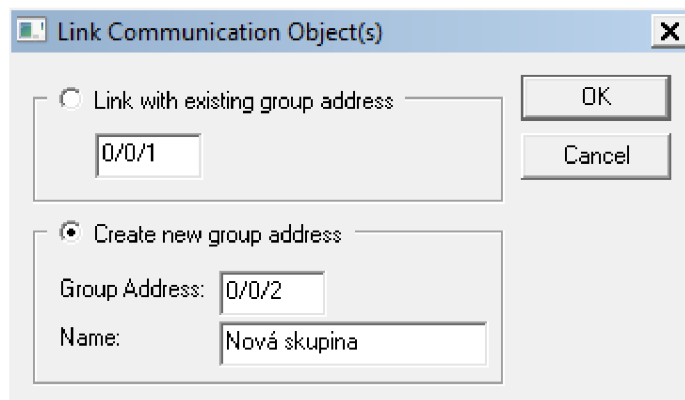 Link Communication Object(s)
Link with existing group address
0/0/1
OK
Cancel
Create new group address
Group Address: 0/0/2
Name: Nová skupina